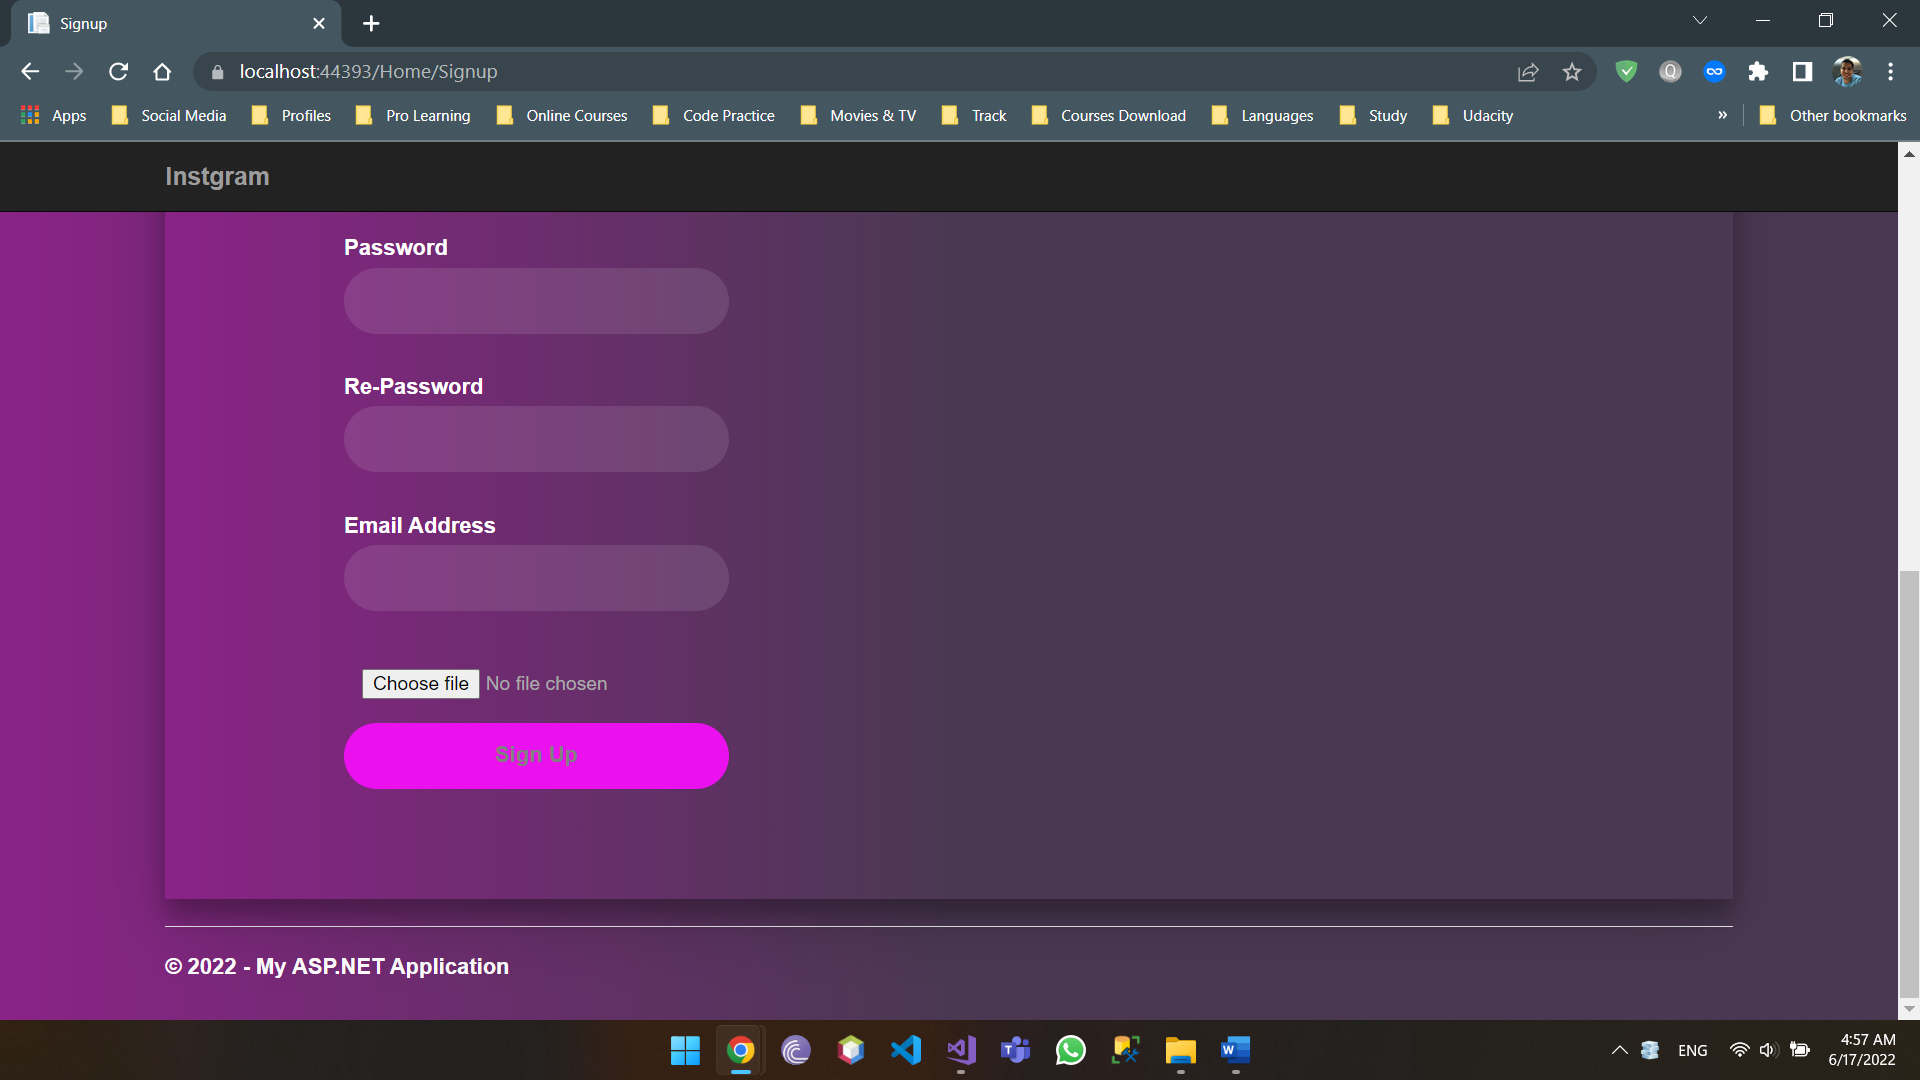 Signup
localhost:44393/Home/Signup
Q
Apps Social Media Profiles Pro Learning Online Courses Code Practice Movies & TV Track Courses Download Languages Study Udacity » Other bookmarks
Instgram
Password
Re-Password
Email Address
Choose file No file chosen
Sign Up
© 2022 - My ASP.NET Application
ENG
4:57 AM
6/17/2022